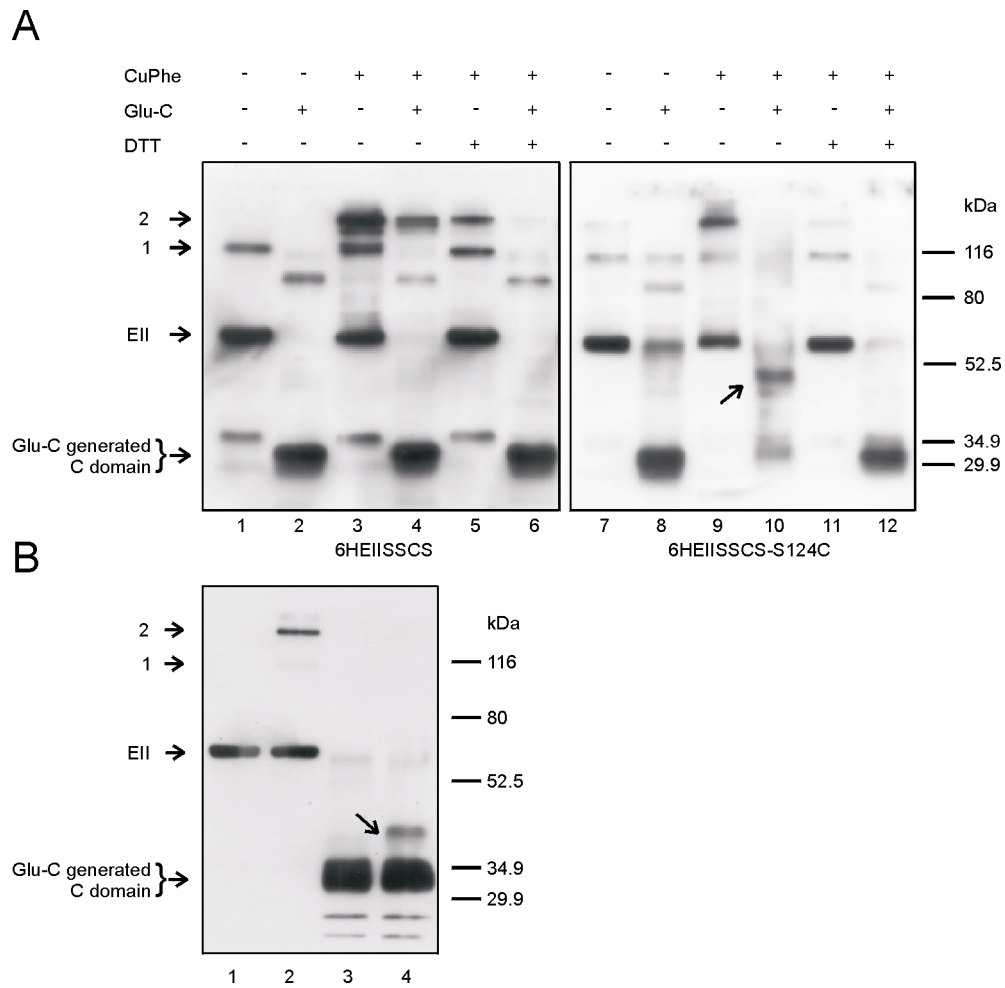 A
CuPhe - - + + + + - - + + + +
Glu-C - + - + - + - + - + - +
DTT - - - - + + - - - - + +
kDa
2
1
116
80
EII
52.5
Glu-C generated
C domain
34.9
29.9
1 2 3 4 5 6 7 8 9 10 11 12
6HEIISSCS 6HEIISSCS-S124C
B
kDa
2
1
116
80
EII
52.5
Glu-C generated
C domain
34.9
29.9
1 2 3 4